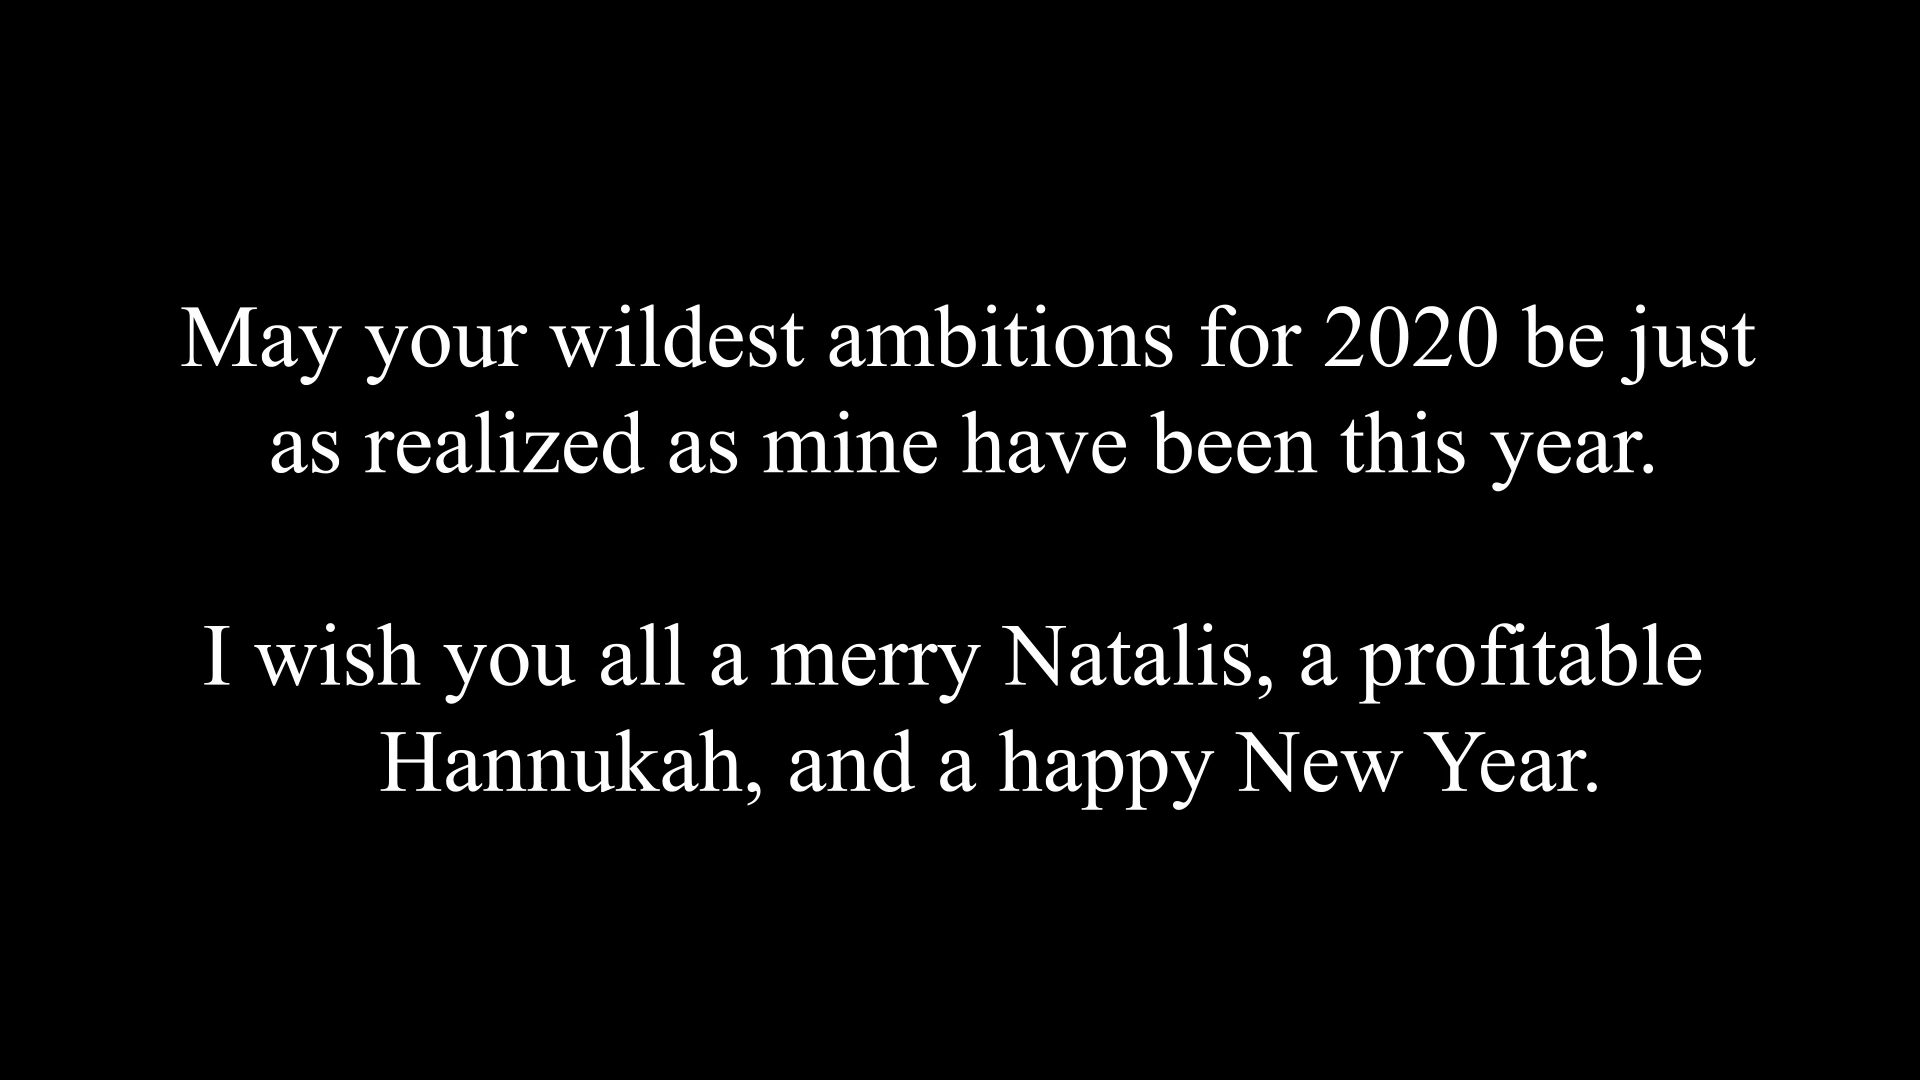 May your wildest ambitions for 2020 be just
as realized as mine have been this year.
I wish you all a merry Natalis, a profitable
Hannukah, and a happy New Year.